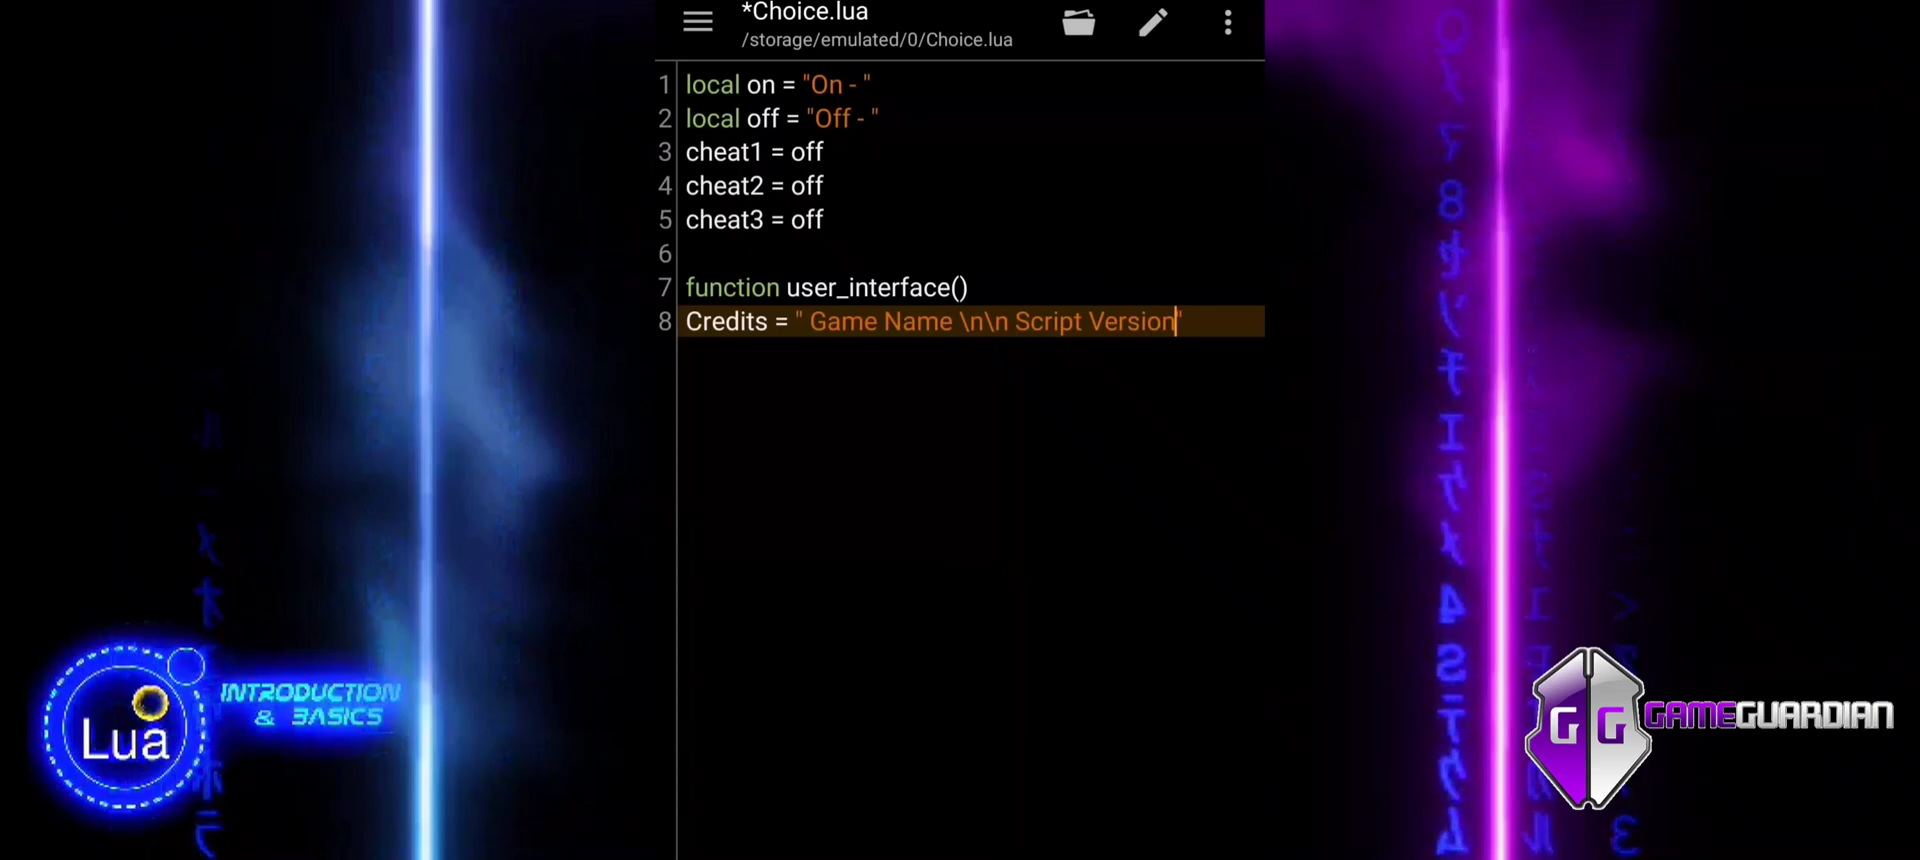 *Choice.lua
/storage/emulated/0/Choice.lua
1 local on = "On - "
2 local off = "Off - "
3 cheat1 = off
4 cheat2 = off
5 cheat3 = off
6
7 function user_interface()
8 Credits = " Game Name \n\n Script Version"
Lua
INTRODUCTION
& BASICS
GG GAMEGUARDIAN